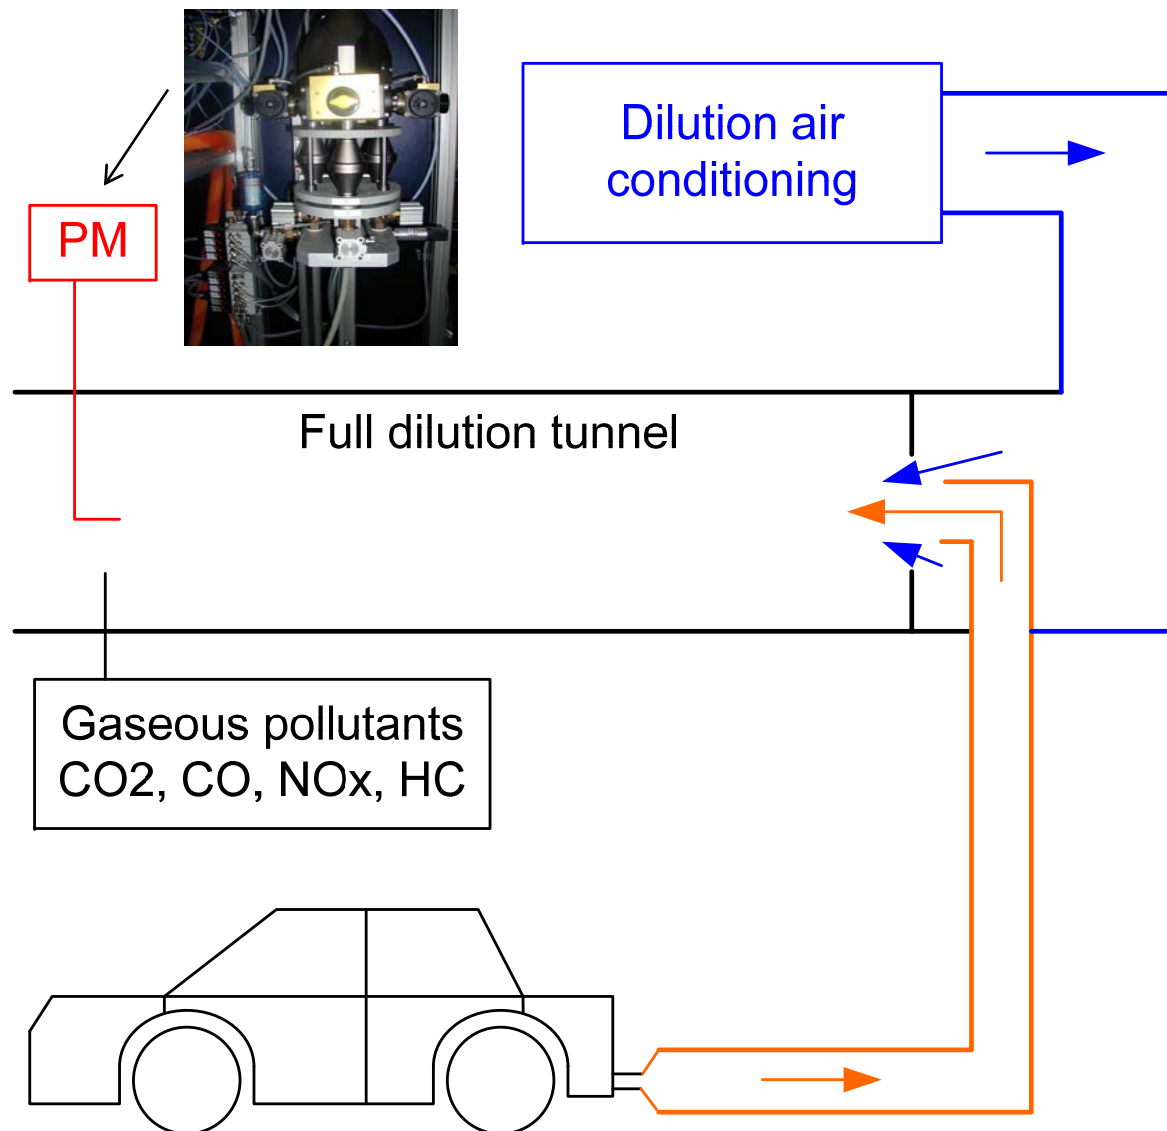 Dilution air
conditioning
PM
Full dilution tunnel
Gaseous pollutants
CO2, CO, NOx, HC